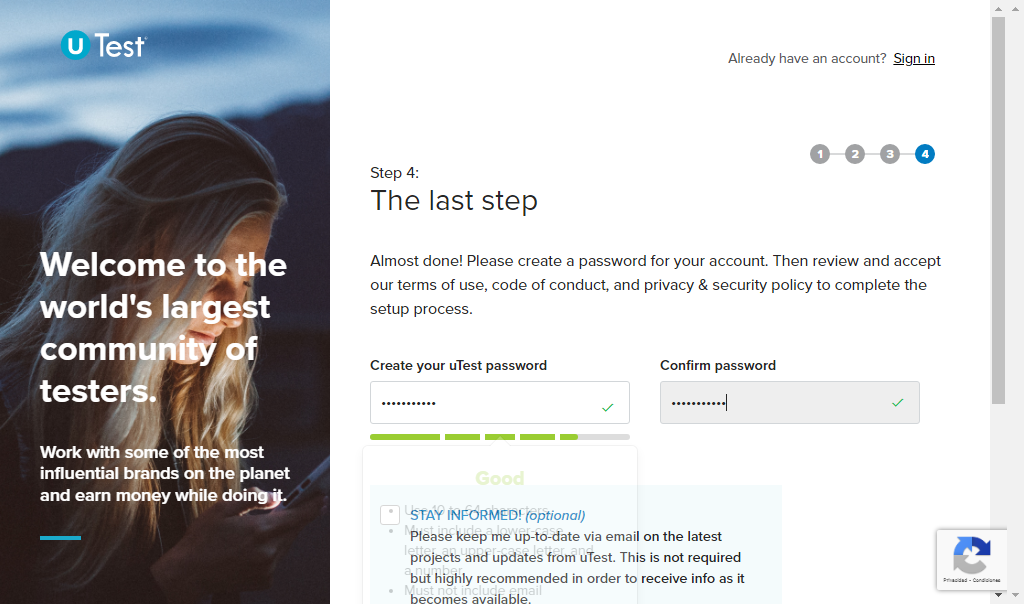 U Test
Already have an account? Sign in
1 2 3 4
Step 4:
The last step
Welcome to the
world's largest
community of
testers.
Almost done! Please create a password for your account. Then review and accept
our terms of use, code of conduct, and privacy & security policy to complete the
setup process.
Create your uTest password
Confirm password
Work with some of the most
influential brands on the planet
and earn money while doing it.
Good
Use 10 to 64 characters
Must include a lower-case
letter, an upper-case letter, and
a number
Must not include email
STAY INFORMED! (optional)
Please keep me up-to-date via email on the latest
projects and updates from uTest. This is not required
but highly recommended in order to receive info as it
becomes available.
Privacidad - Condiciones